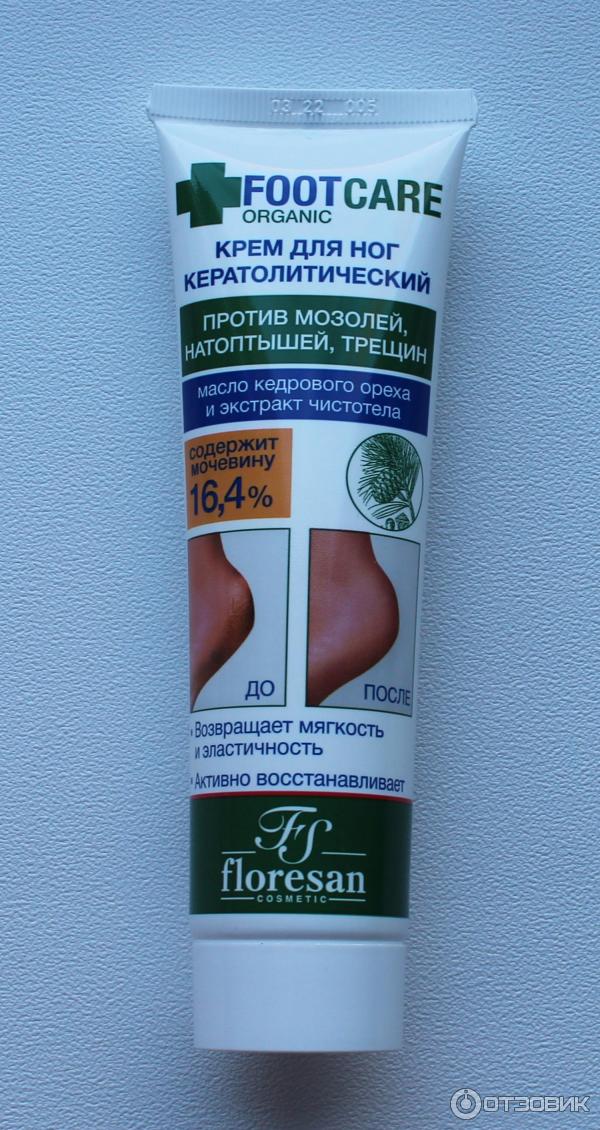 03 22 005
FOOTCARE
ORGANIC
КРЕМ ДЛЯ НОГ
КЕРАТОЛИТИЧЕСКИЙ
ПРОТИВ МОЗОЛЕЙ,
НАТОПТЫШЕЙ, ТРЕЩИН
масло кедрового ореха
и экстракт чистотела
содержит
мочевину
16,4%
ДО
ПОСЛЕ
• Возвращает мягкость
и эластичность
• Активно восстанавливает
FS
floresan
COSMETIC
ОТЗОВИК